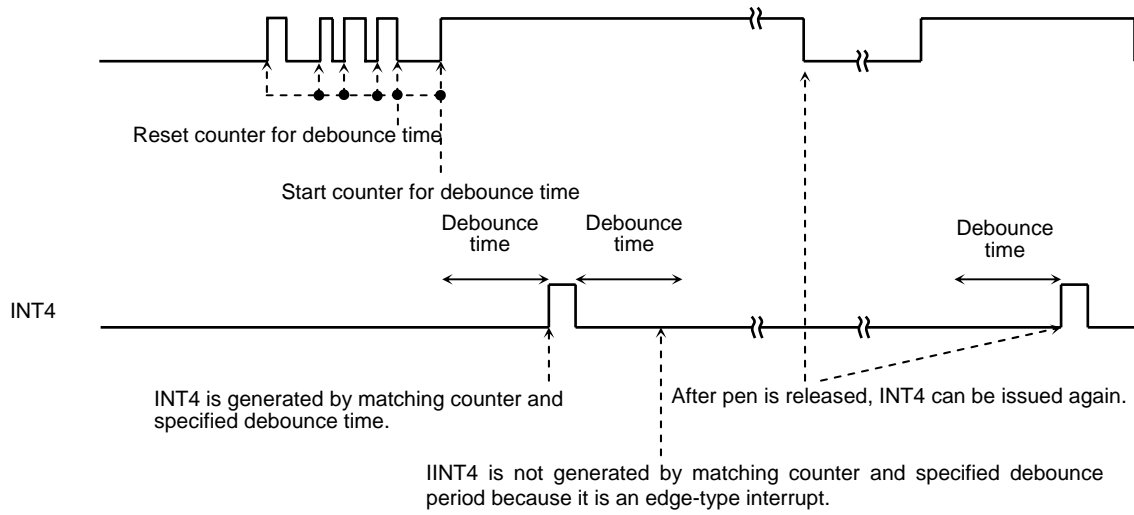 Reset counter for debounce time
Start counter for debounce time
Debounce
time
Debounce
time
Debounce
time
INT4
INT4 is generated by matching counter and
specified debounce time.
After pen is released, INT4 can be issued again.
IINT4 is not generated by matching counter and specified debounce
period because it is an edge-type interrupt.